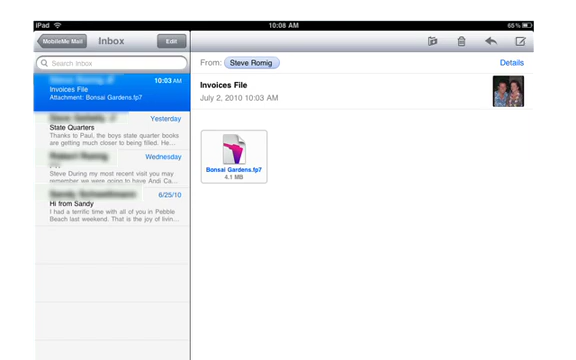 iPad 10:08 AM 65%
MobileMe Mail Inbox Edit
Search Inbox
10:03 AM
Invoices File
Attachment: Bonsai Gardens.fp7
Yesterday
State Quarters
Thanks to Paul, the boys state quarter books
are getting much closer to being filled. He...
Wednesday
Steve During my most recent visit you may
remember we were going to have Andi Ca...
6/25/10
Hi from Sandy
I had a terrific time with all of you in Pebble
Beach last weekend. That is the joy of livin...
From: Steve Romig Details
Invoices File
July 2, 2010 10:03 AM
Bonsai Gardens.fp7
4.1 MB